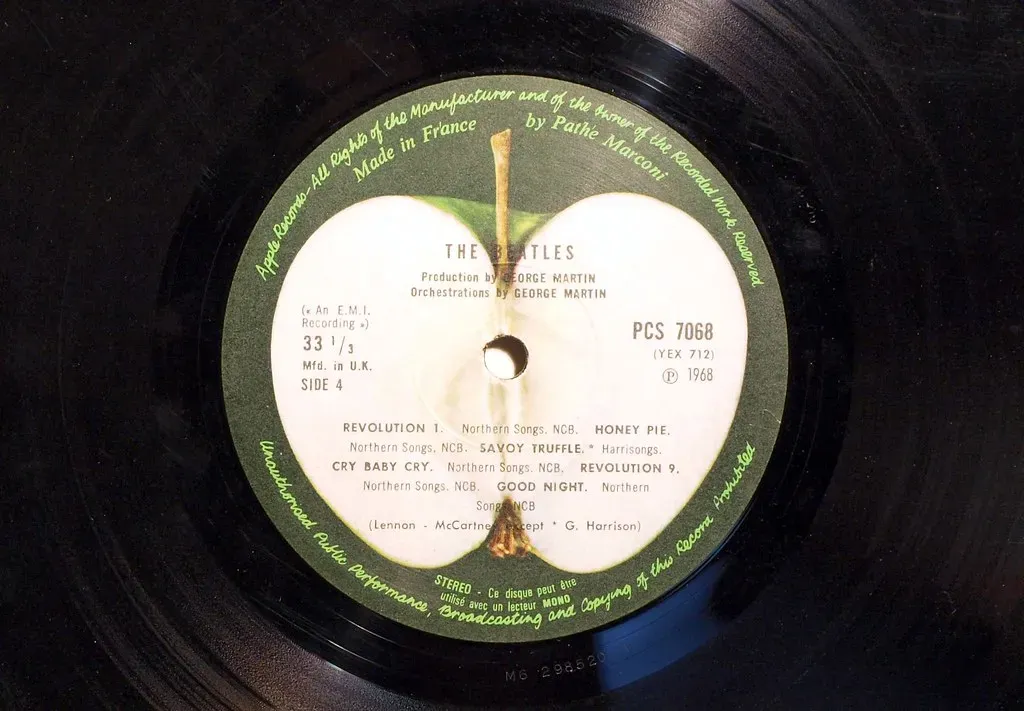 Apple Records-All Rights of the Manufacturer and of the owner of the Recorded Work Reserved
Made in France by Pathe Marconi
THE BEATLES
Production by GEORGE MARTIN
Orchestrations by GEORGE MARTIN
(« An E.M.I.
Recording »)
33 1/3
Mfd. in U.K.
SIDE 4
PCS 7068
(YEX 712)
Ⓟ 1968
REVOLUTION 1. Northern Songs. NCB. HONEY PIE.
Northern Songs, NCB. SAVOY TRUFFLE.* Harrisongs.
CRY BABY CRY. Northern Songs, NCB. REVOLUTION 9.
Northern Songs, NCB. GOOD NIGHT. Northern
Songs, NCB
(Lennon - McCartney except * G. Harrison)
STEREO - Ce disque peut être
utilisé avec un lecteur MONO
Unauthorised Public Performance, Broadcasting and Copying of this Record Prohibited
M6 298520